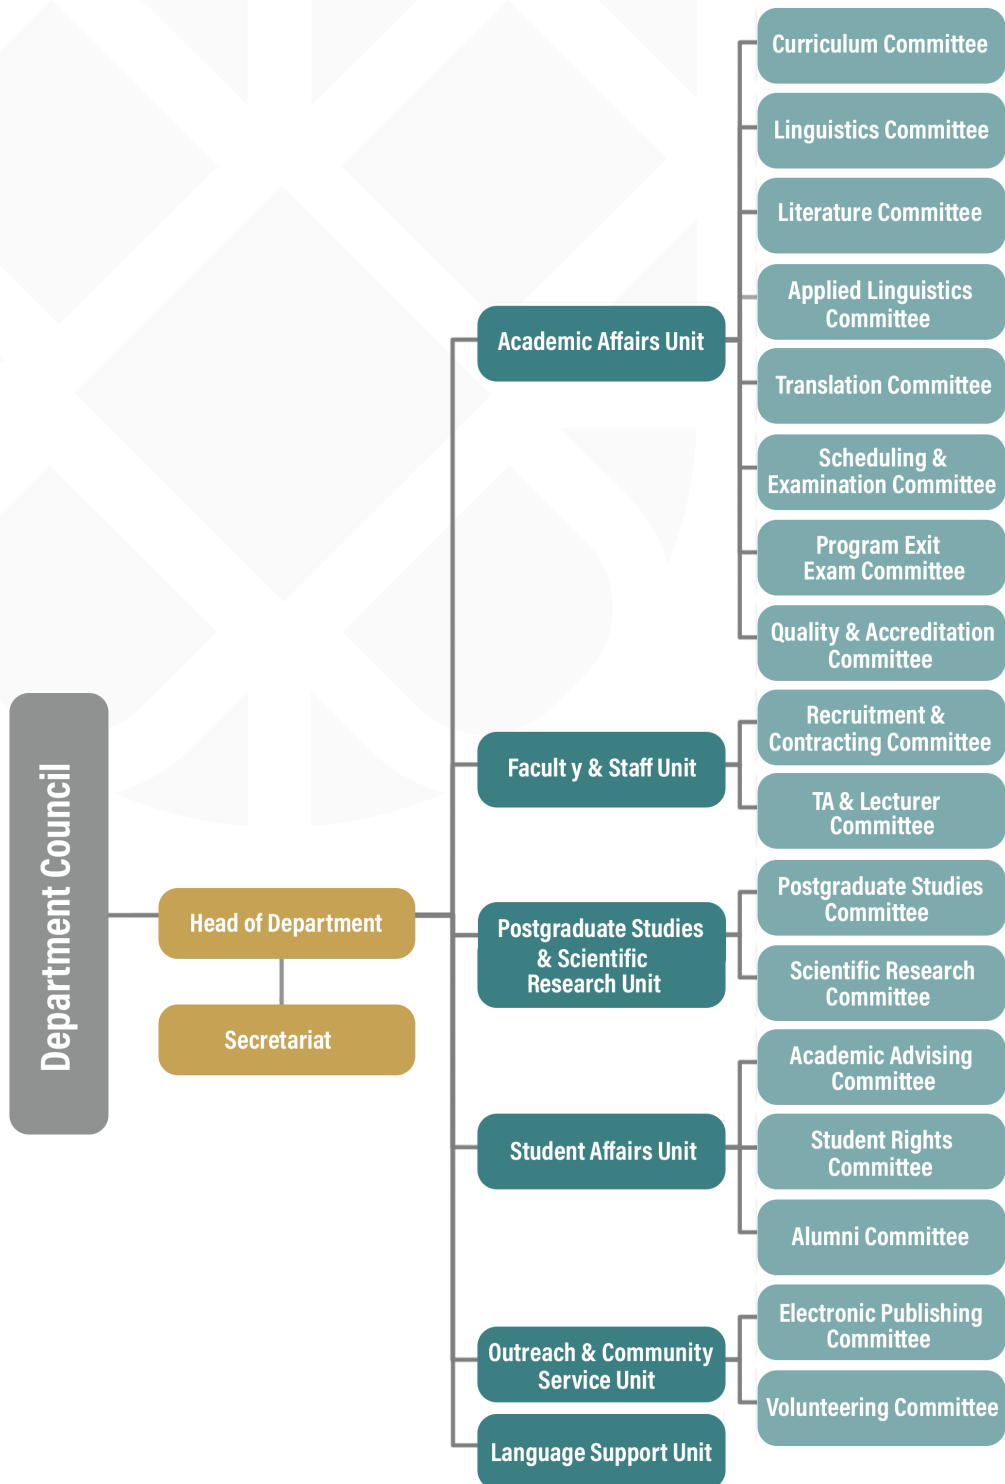 Department Council
Head of Department
Secretariat
Academic Affairs Unit
Curriculum Committee
Linguistics Committee
Literature Committee
Applied Linguistics
Committee
Translation Committee
Scheduling &
Examination Committee
Program Exit
Exam Committee
Quality & Accreditation
Committee
Facult y & Staff Unit
Recruitment &
Contracting Committee
TA & Lecturer
Committee
Postgraduate Studies
& Scientific
Research Unit
Postgraduate Studies
Committee
Scientific Research
Committee
Student Affairs Unit
Academic Advising
Committee
Student Rights
Committee
Alumni Committee
Outreach & Community
Service Unit
Electronic Publishing
Committee
Volunteering Committee
Language Support Unit